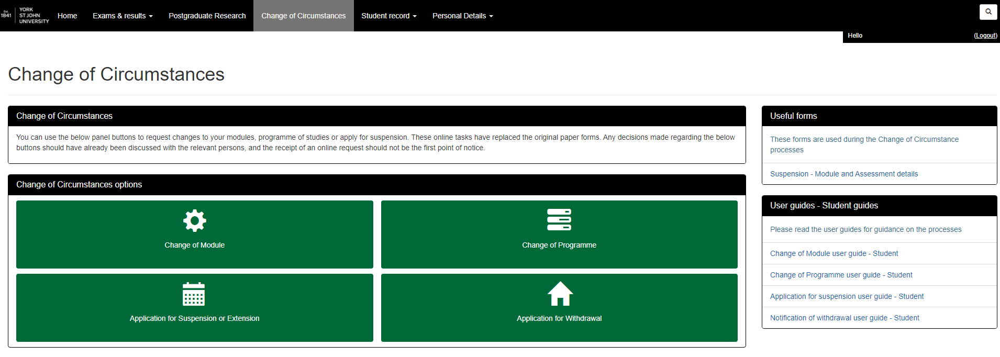 Est.
1841
YORK
ST JOHN
UNIVERSITY
Home
Exams & results
Postgraduate Research
Change of Circumstances
Student record
Personal Details
Hello
(Logout)
Change of Circumstances
Change of Circumstances
You can use the below panel buttons to request changes to your modules, programme of studies or apply for suspension. These online tasks have replaced the original paper forms. Any decisions made regarding the below
buttons should have already been discussed with the relevant persons, and the receipt of an online request should not be the first point of notice.
Change of Circumstances options
Change of Module
Change of Programme
Application for Suspension or Extension
Application for Withdrawal
Useful forms
These forms are used during the Change of Circumstance
processes
Suspension - Module and Assessment details
User guides - Student guides
Please read the user guides for guidance on the processes
Change of Module user guide - Student
Change of Programme user guide - Student
Application for suspension user guide - Student
Notification of withdrawal user guide - Student